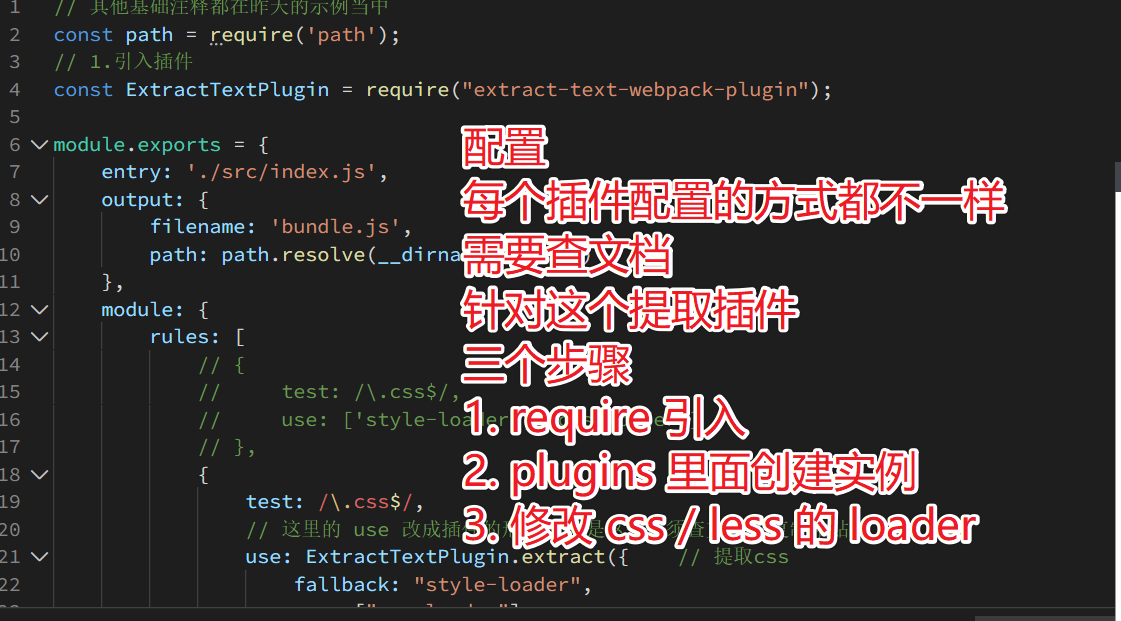 1 // 其他基础注释都在昨天的示例当中
2 const path = require('path');
3 // 1.引入插件
4 const ExtractTextPlugin = require("extract-text-webpack-plugin");
5
6 module.exports = {
配置
7 entry: './src/index.js',
8 output: {
每个插件配置的方式都不一样
9 filename: 'bundle.js',
10 path: path.resolve(__dirna
需要查文档
11 },
12 module: {
针对这个提取插件
13 rules: [
14 // {
三个步骤
15 // test: /\.css$/,
16 // use: ['style-loader
1. require 引入
17 // },
18 {
2. plugins 里面创建实例
19 test: /\.css$/,
20 // 这里的 use 改成插
3. 修改 css / less 的 loader
21 use: ExtractTextPlugin.extract({ // 提取css
22 fallback: "style-loader",